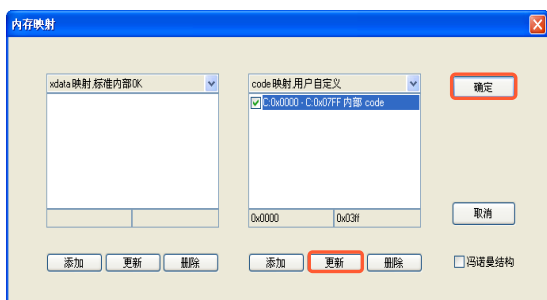 内存映射
xdata映射,标准内部0K
code映射,用户自定义
确定
C:0x0000 - C:0x07FF 内部 code
0x0000
0x03ff
取消
添加
更新
删除
添加
更新
删除
冯诺曼结构